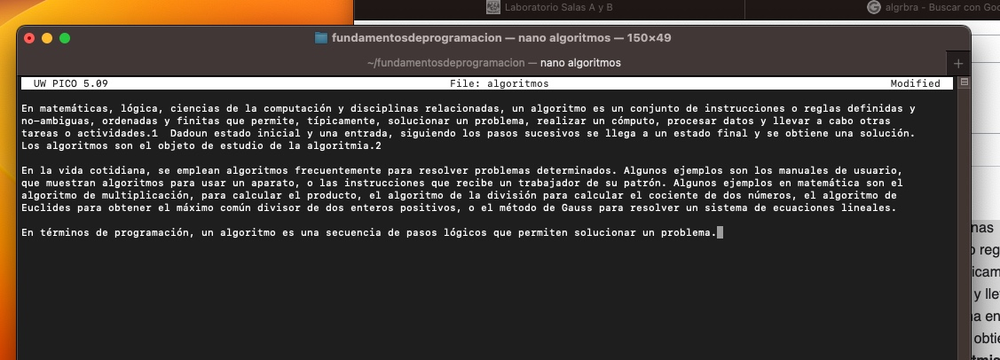 Laboratorio Salas A y B
algrbra - Buscar con Goo
fundamentosdeprogramacion — nano algoritmos — 150×49
~/fundamentosdeprogramacion — nano algoritmos
+
UW PICO 5.09 File: algoritmos Modified
En matemáticas, lógica, ciencias de la computación y disciplinas relacionadas, un algoritmo es un conjunto de instrucciones o reglas definidas y
no-ambiguas, ordenadas y finitas que permite, típicamente, solucionar un problema, realizar un cómputo, procesar datos y llevar a cabo otras
tareas o actividades.1  Dadoun estado inicial y una entrada, siguiendo los pasos sucesivos se llega a un estado final y se obtiene una solución.
Los algoritmos son el objeto de estudio de la algoritmia.2
En la vida cotidiana, se emplean algoritmos frecuentemente para resolver problemas determinados. Algunos ejemplos son los manuales de usuario,
que muestran algoritmos para usar un aparato, o las instrucciones que recibe un trabajador de su patrón. Algunos ejemplos en matemática son el
algoritmo de multiplicación, para calcular el producto, el algoritmo de la división para calcular el cociente de dos números, el algoritmo de
Euclides para obtener el máximo común divisor de dos enteros positivos, o el método de Gauss para resolver un sistema de ecuaciones lineales.
En términos de programación, un algoritmo es una secuencia de pasos lógicos que permiten solucionar un problema.
nas
o reg
icam
y lle
na en
obtie